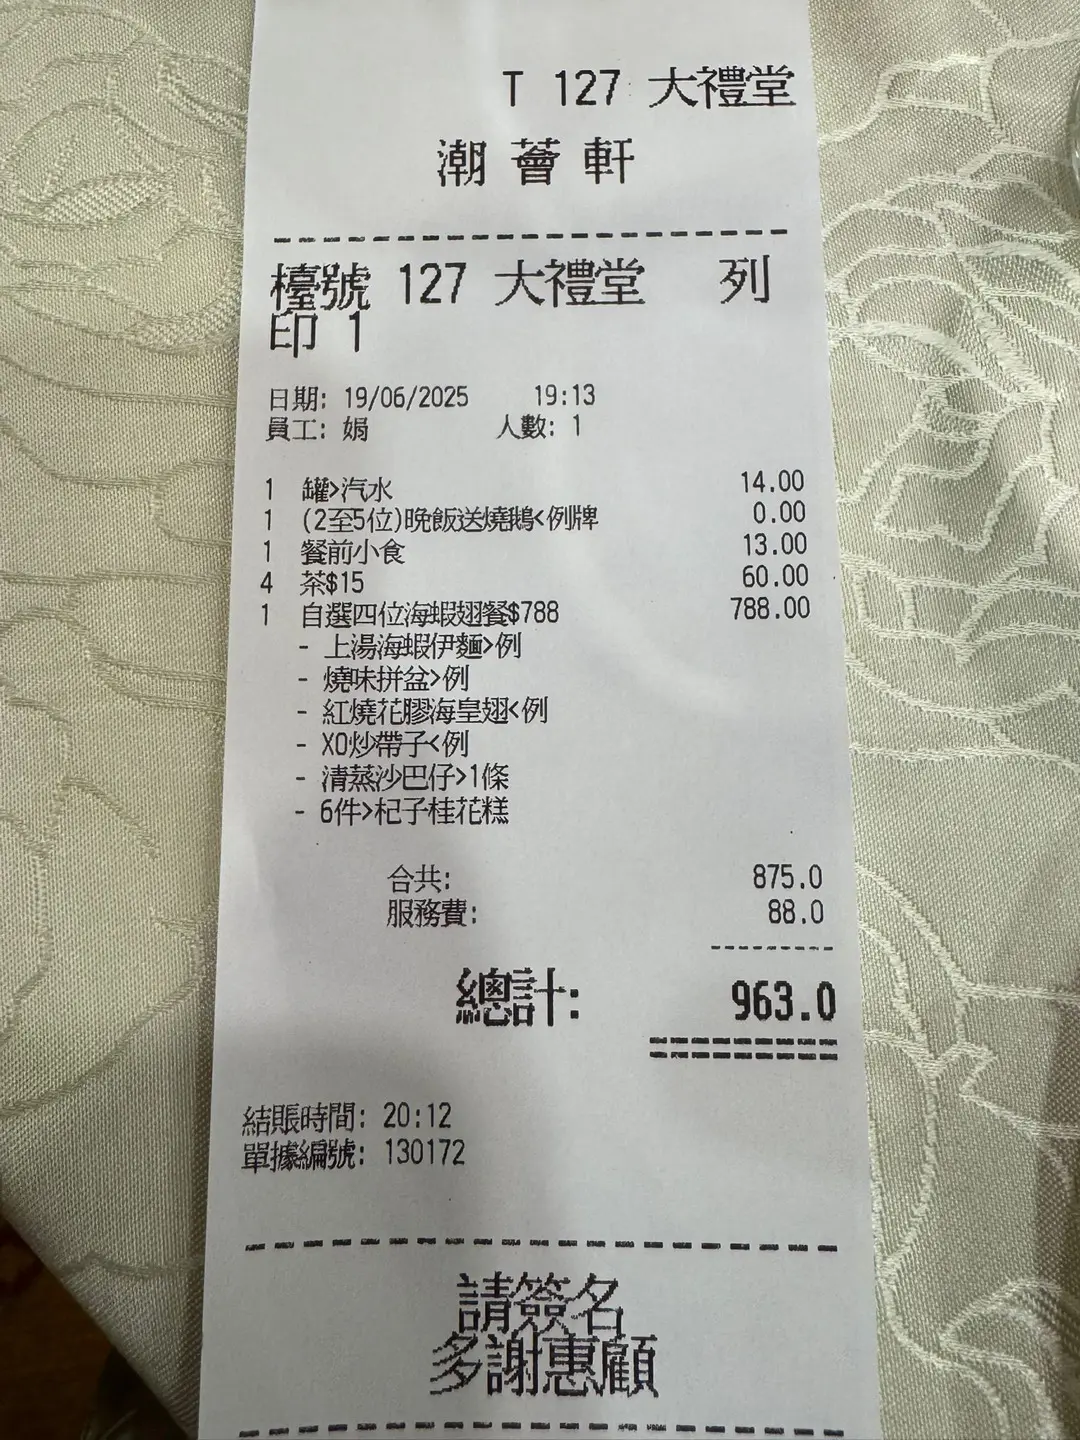 T 127 大禮堂
潮薈軒
檯號 127 大禮堂 列
印 1
日期: 19/06/2025 19:13
員工: 娟 人數: 1
1 罐>汽水 14.00
1 (2至5位)晚飯送燒鵝<例牌 0.00
1 餐前小食 13.00
4 茶$15 60.00
1 自選四位海蝦翅餐$788 788.00
- 上湯海蝦伊麵>例
- 燒味拼盆>例
- 紅燒花膠海皇翅<例
- XO炒帶子<例
- 清蒸沙巴仔>1條
- 6件>杞子桂花糕
合共: 875.0
服務費: 88.0
總計: 963.0
結賬時間: 20:12
單據編號: 130172
請簽名
多謝惠顧